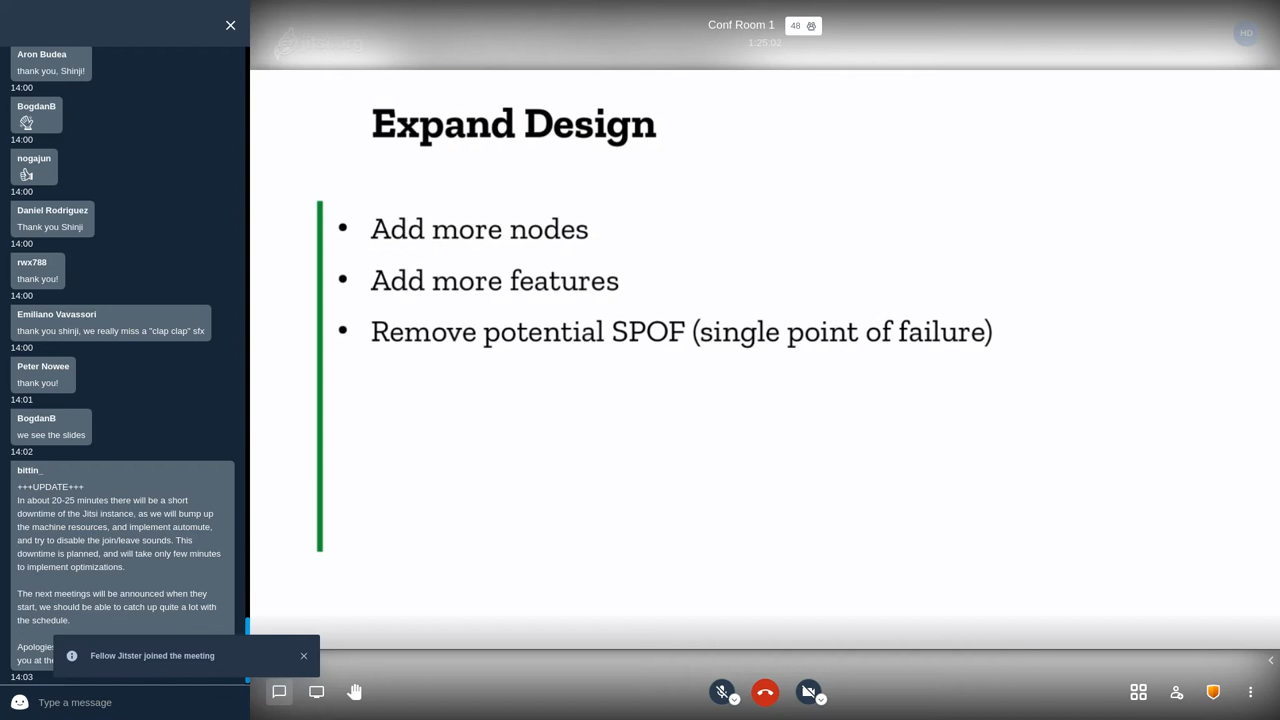 Aron Budea
thank you, Shinji!
14:00
BogdanB
14:00
nogajun
14:00
Daniel Rodriguez
Thank you Shinji
14:00
rwx788
thank you!
14:00
Emiliano Vavassori
thank you shinji, we really miss a "clap clap" sfx
14:00
Peter Nowee
thank you!
14:01
BogdanB
we see the slides
14:02
bittin_
+++UPDATE+++
In about 20-25 minutes there will be a short
downtime of the Jitsi instance, as we will bump up
the machine resources, and implement automute,
and try to disable the join/leave sounds. This
downtime is planned, and will take only few minutes
to implement optimizations.
The next meetings will be announced when they
start, we should be able to catch up quite a lot with
the schedule.
you at
14:03
Fellow Jitster joined the meeting
Type a message
jitsi.org
Conf Room 1
48
1:25:02
HD
Expand Design
• Add more nodes
• Add more features
• Remove potential SPOF (single point of failure)